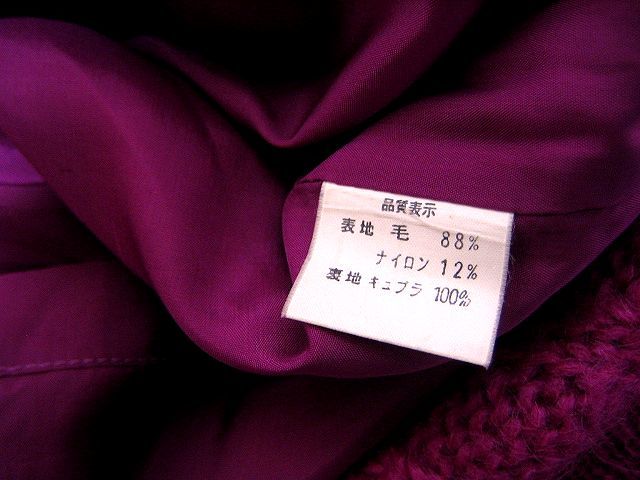 品質表示
表地 毛 88%
ナイロン 12%
裏地 キュプラ 100%